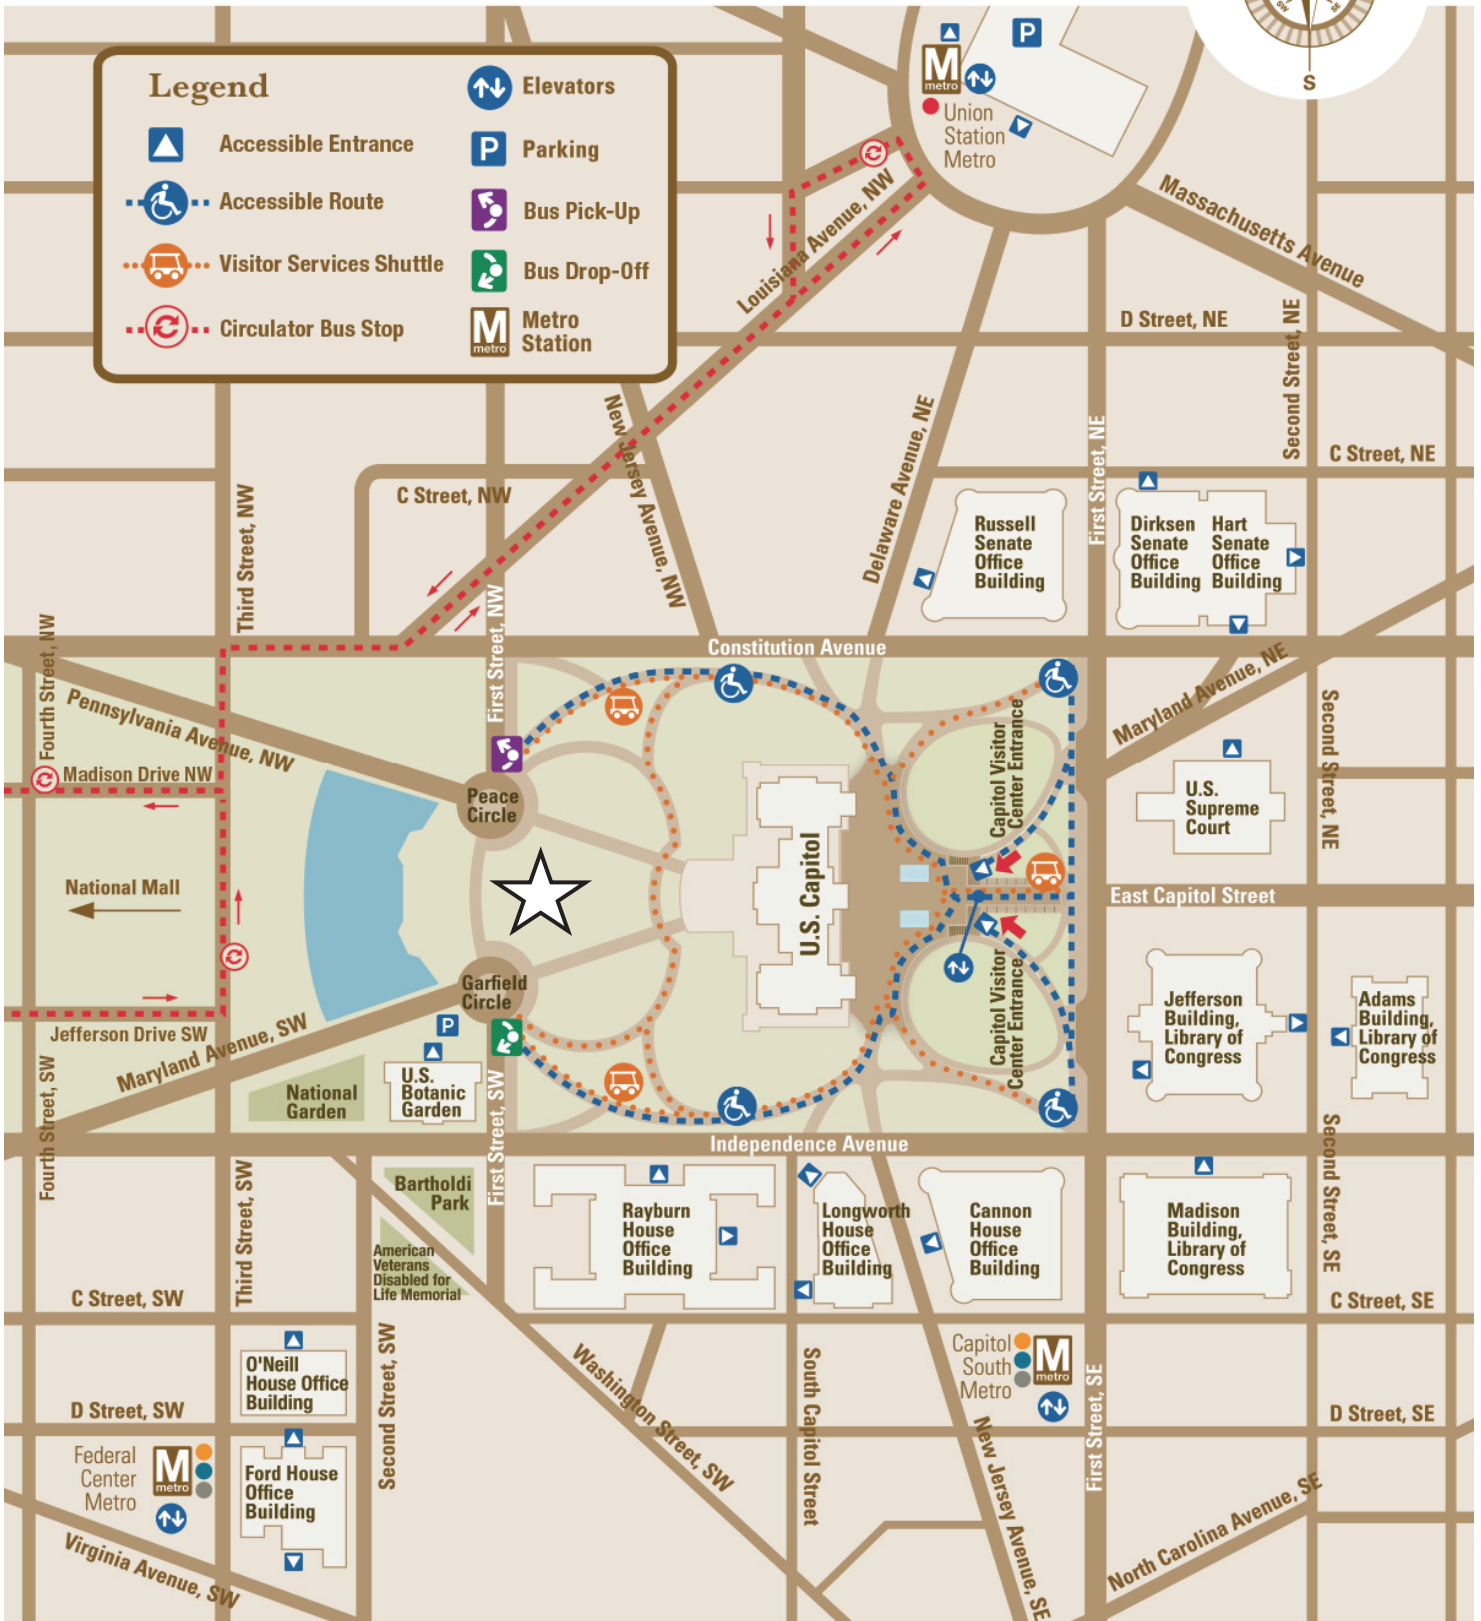 SW
SE
S
Legend
Accessible Entrance
Accessible Route
Visitor Services Shuttle
Circulator Bus Stop
Elevators
P
Parking
Bus Pick-Up
Bus Drop-Off
M
metro
Metro
Station
P
M
metro
Union
Station
Metro
Louisiana Avenue, NW
Massachusetts Avenue
D Street, NE
Second Street, NE
C Street, NE
First Street, NE
Delaware Avenue, NE
New Jersey Avenue, NW
C Street, NW
Third Street, NW
First Street, NW
Fourth Street, NW
Russell
Senate
Office
Building
Dirksen
Senate
Office
Building
Hart
Senate
Office
Building
Constitution Avenue
Maryland Avenue, NE
Second Street, NE
Pennsylvania Avenue, NW
Madison Drive NW
Peace
Circle
National Mall
U.S. Capitol
Capitol Visitor
Center Entrance
Capitol Visitor
Center Entrance
U.S.
Supreme
Court
East Capitol Street
Garfield
Circle
Jefferson Drive SW
Maryland Avenue, SW
P
National
Garden
U.S.
Botanic
Garden
Jefferson
Building,
Library of
Congress
Adams
Building,
Library of
Congress
Fourth Street, SW
First Street, SW
Independence Avenue
Third Street, SW
Bartholdi
Park
American
Veterans
Disabled for
Life Memorial
Rayburn
House
Office
Building
Longworth
House
Office
Building
Cannon
House
Office
Building
Madison
Building,
Library of
Congress
Second Street, SE
C Street, SW
C Street, SE
O'Neill
House Office
Building
Second Street, SW
Washington Street, SW
South Capitol Street
Capitol
South
Metro
M
metro
First Street, SE
New Jersey Avenue, SE
D Street, SW
D Street, SE
Federal
Center
Metro
M
metro
Ford House
Office
Building
Virginia Avenue, SW
North Carolina Avenue, SE